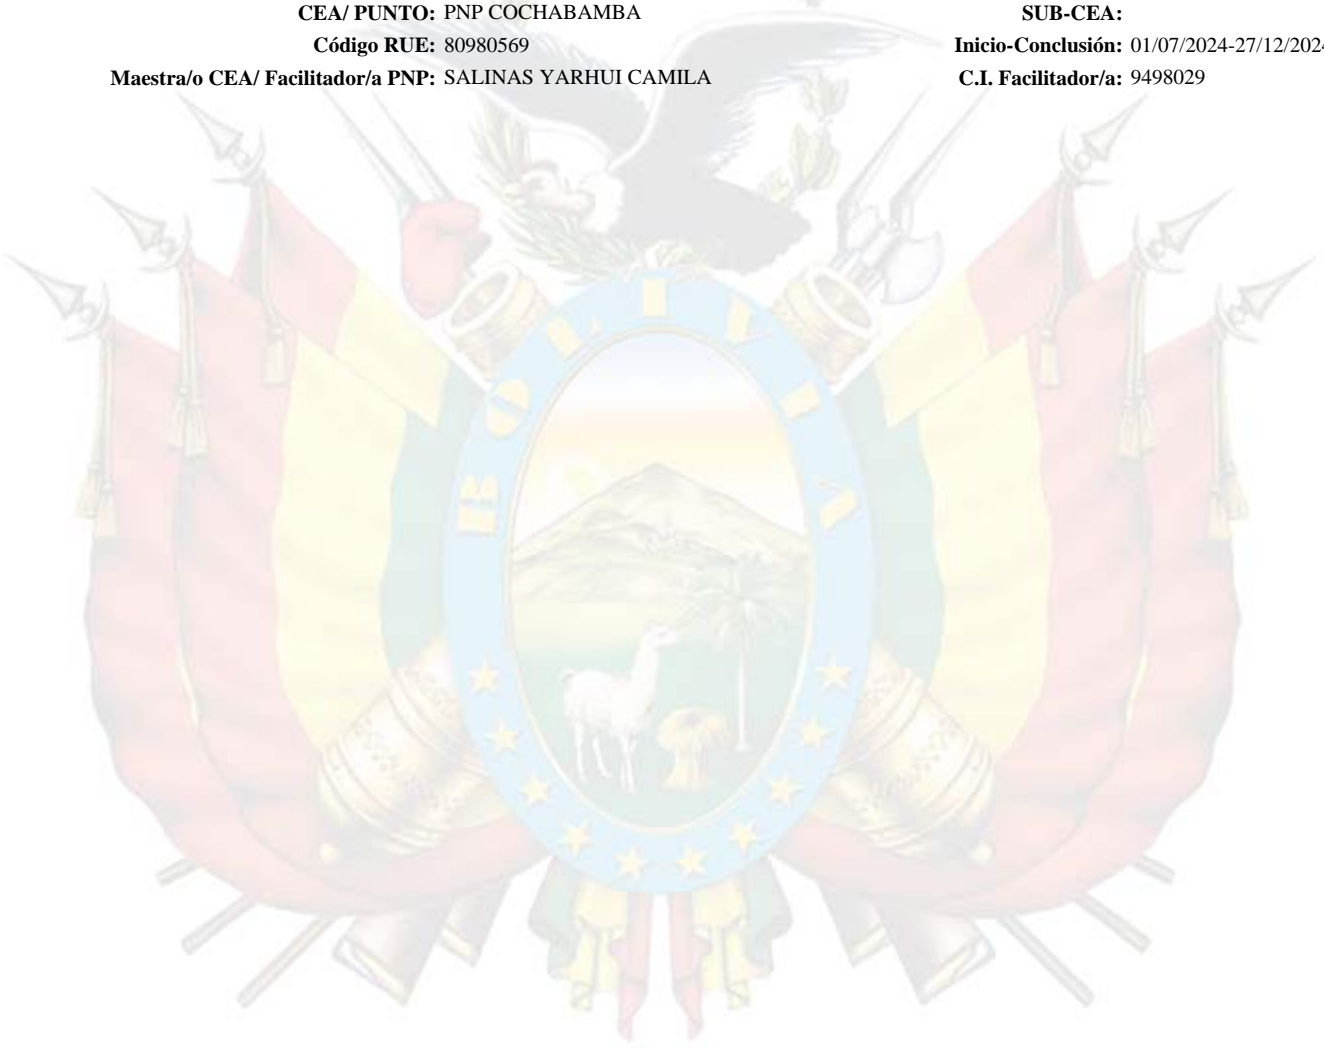 CEA/ PUNTO: PNP COCHABAMBA SUB-CEA:
Código RUE: 80980569 Inicio-Conclusión: 01/07/2024-27/12/202
Maestra/o CEA/ Facilitador/a PNP: SALINAS YARHUI CAMILA C.I. Facilitador/a: 9498029
BOLIVIA